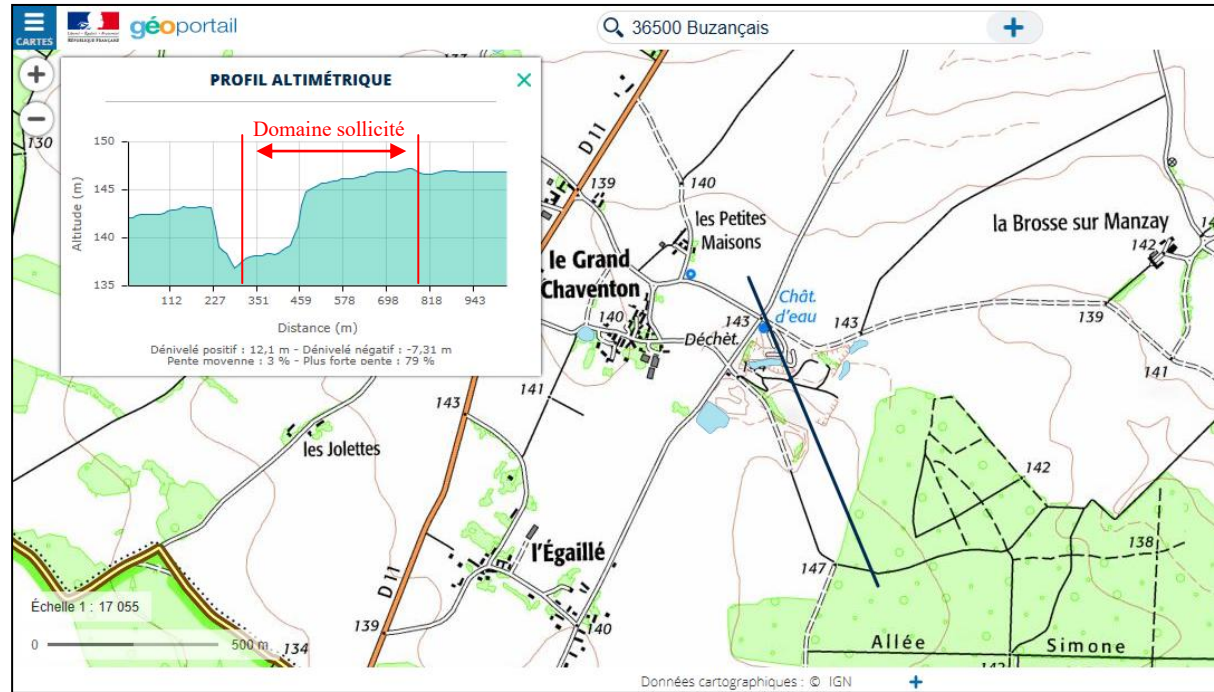 CARTES
géoportail
36500 Buzançais
PROFIL ALTIMÉTRIQUE
Domaine sollicité
150
145
140
135
Altitude (m)
112 227 351 459 578 698 818 943
Distance (m)
Dénivelé positif : 12,1 m - Dénivelé négatif : -7,31 m
Pente moyenne : 3 % - Plus forte pente : 79 %
130
D 11
139
140
les Petites
Maisons
le Grand
Chaventon
140
143
Chât.
d'eau
143
Déchèt.
la Brosse sur Manzay
142
139
141
141
143
les Jolettes
142
l'Égaillé
138
147
D 11
139
140
134
Allée Simone
Échelle 1 : 17 055
0 500 m
Données cartographiques : © IGN